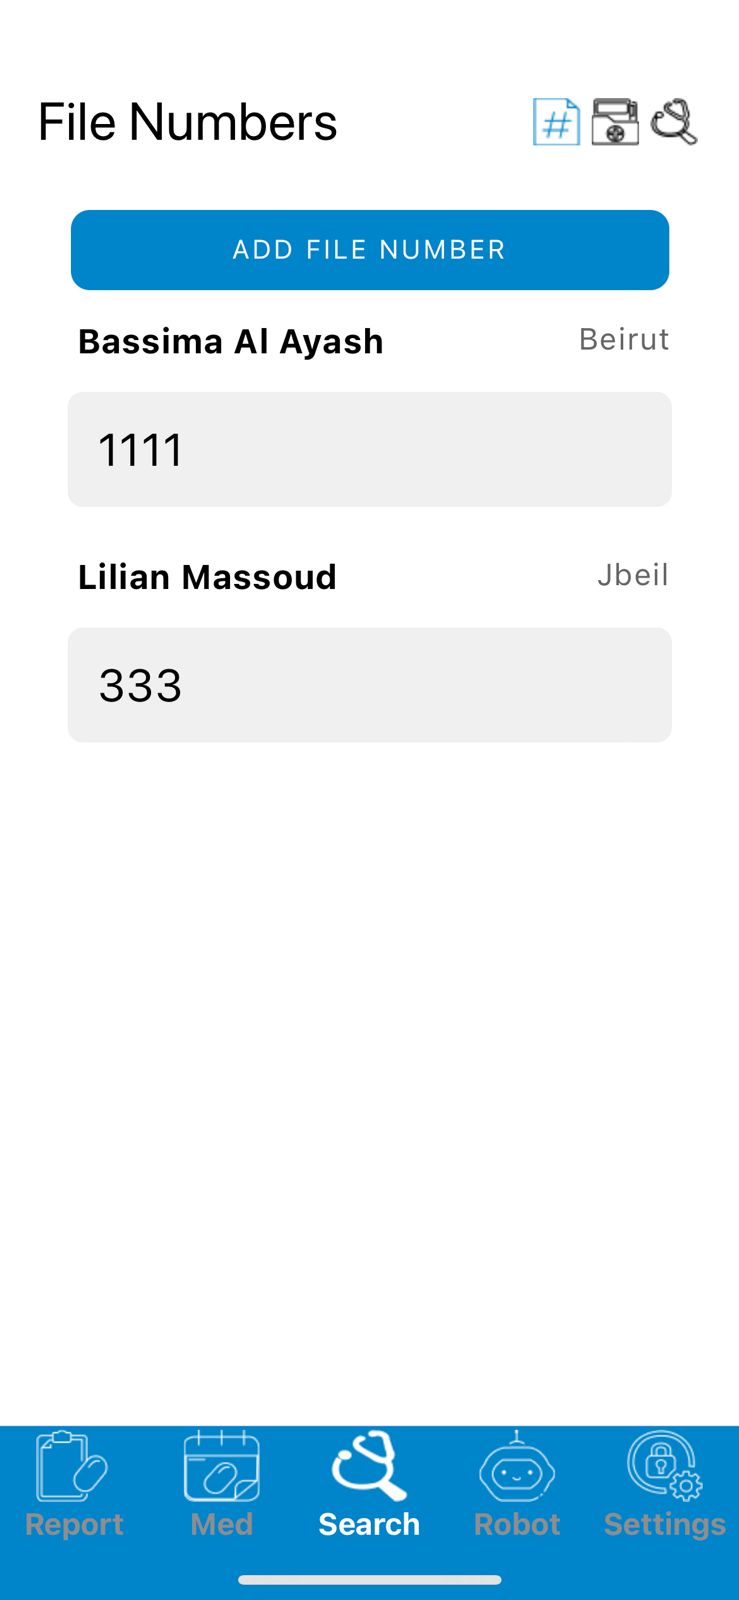 File Numbers
#
ADD FILE NUMBER
Bassima Al Ayash Beirut
1111
Lilian Massoud Jbeil
333
Report Med Search Robot Settings